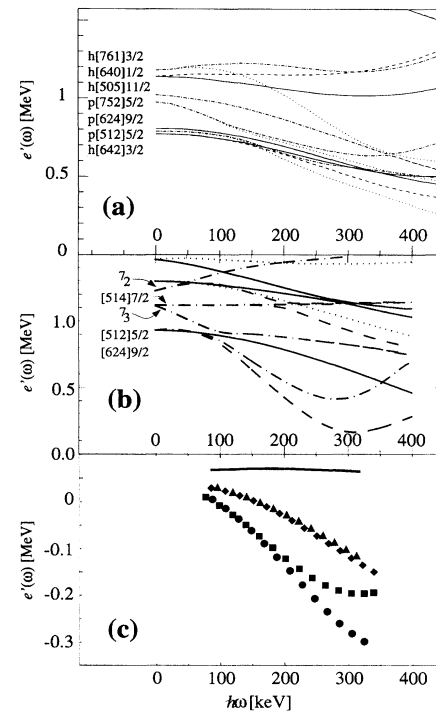 h[761]3/2
h[640]1/2
h[505]11/2
p[752]5/2
p[624]9/2
p[512]5/2
h[642]3/2
e'(ω) [MeV]
1
0.5
0
(a)
0 100 200 300 400
7₂
[514]7/2
7₃
[512]5/2
[624]9/2
e'(ω) [MeV]
1.0
0.5
0.0
(b)
0 100 200 300 400
e'(ω) [MeV]
0
-0.1
-0.2
-0.3
(c)
0 100 200 300 400
ħω [keV]